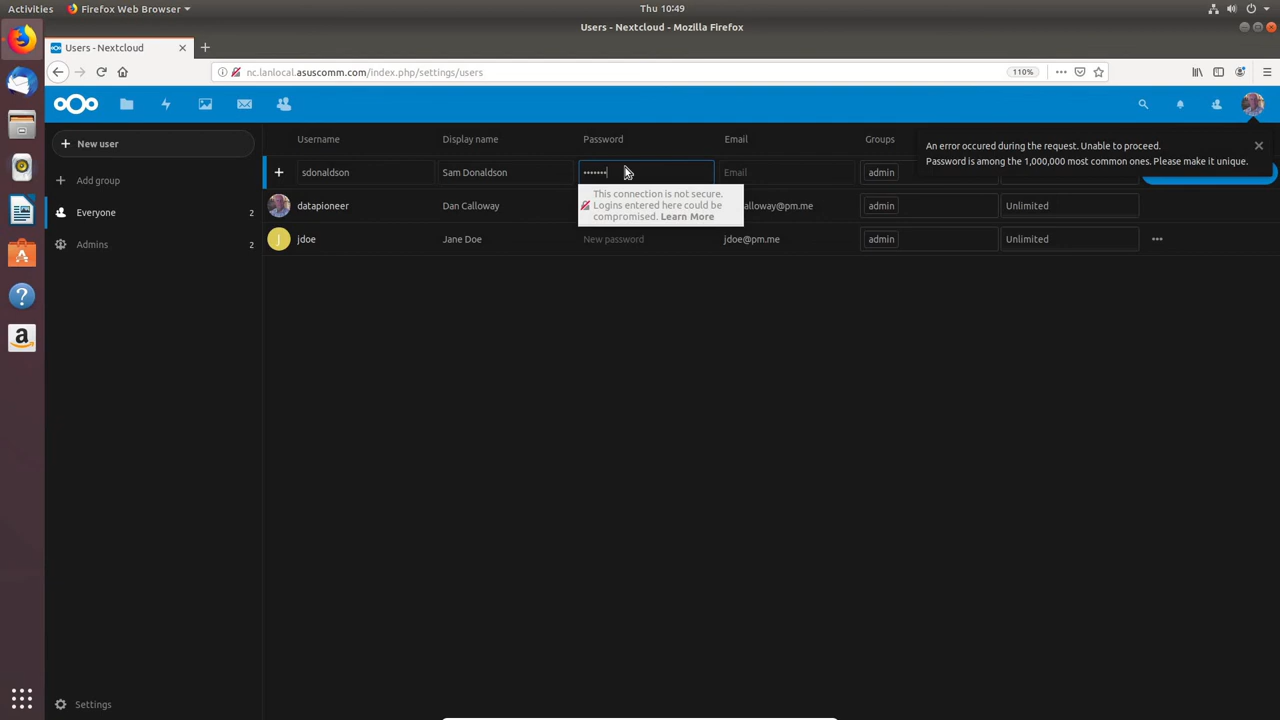 Activities
Firefox Web Browser
Thu 10:49
Users - Nextcloud - Mozilla Firefox
Users - Nextcloud
nc.lanlocal.asuscomm.com/index.php/settings/users
110%
New user
Username
Display name
Password
Email
Groups
An error occured during the request. Unable to proceed.
Password is among the 1,000,000 most common ones. Please make it unique.
Add group
sdonaldson
Sam Donaldson
•••••••
Email
admin
This connection is not secure.
Logins entered here could be
compromised. Learn More
Everyone
2
datapioneer
Dan Calloway
alloway@pm.me
admin
Unlimited
Admins
2
J
jdoe
Jane Doe
New password
jdoe@pm.me
admin
Unlimited
Settings